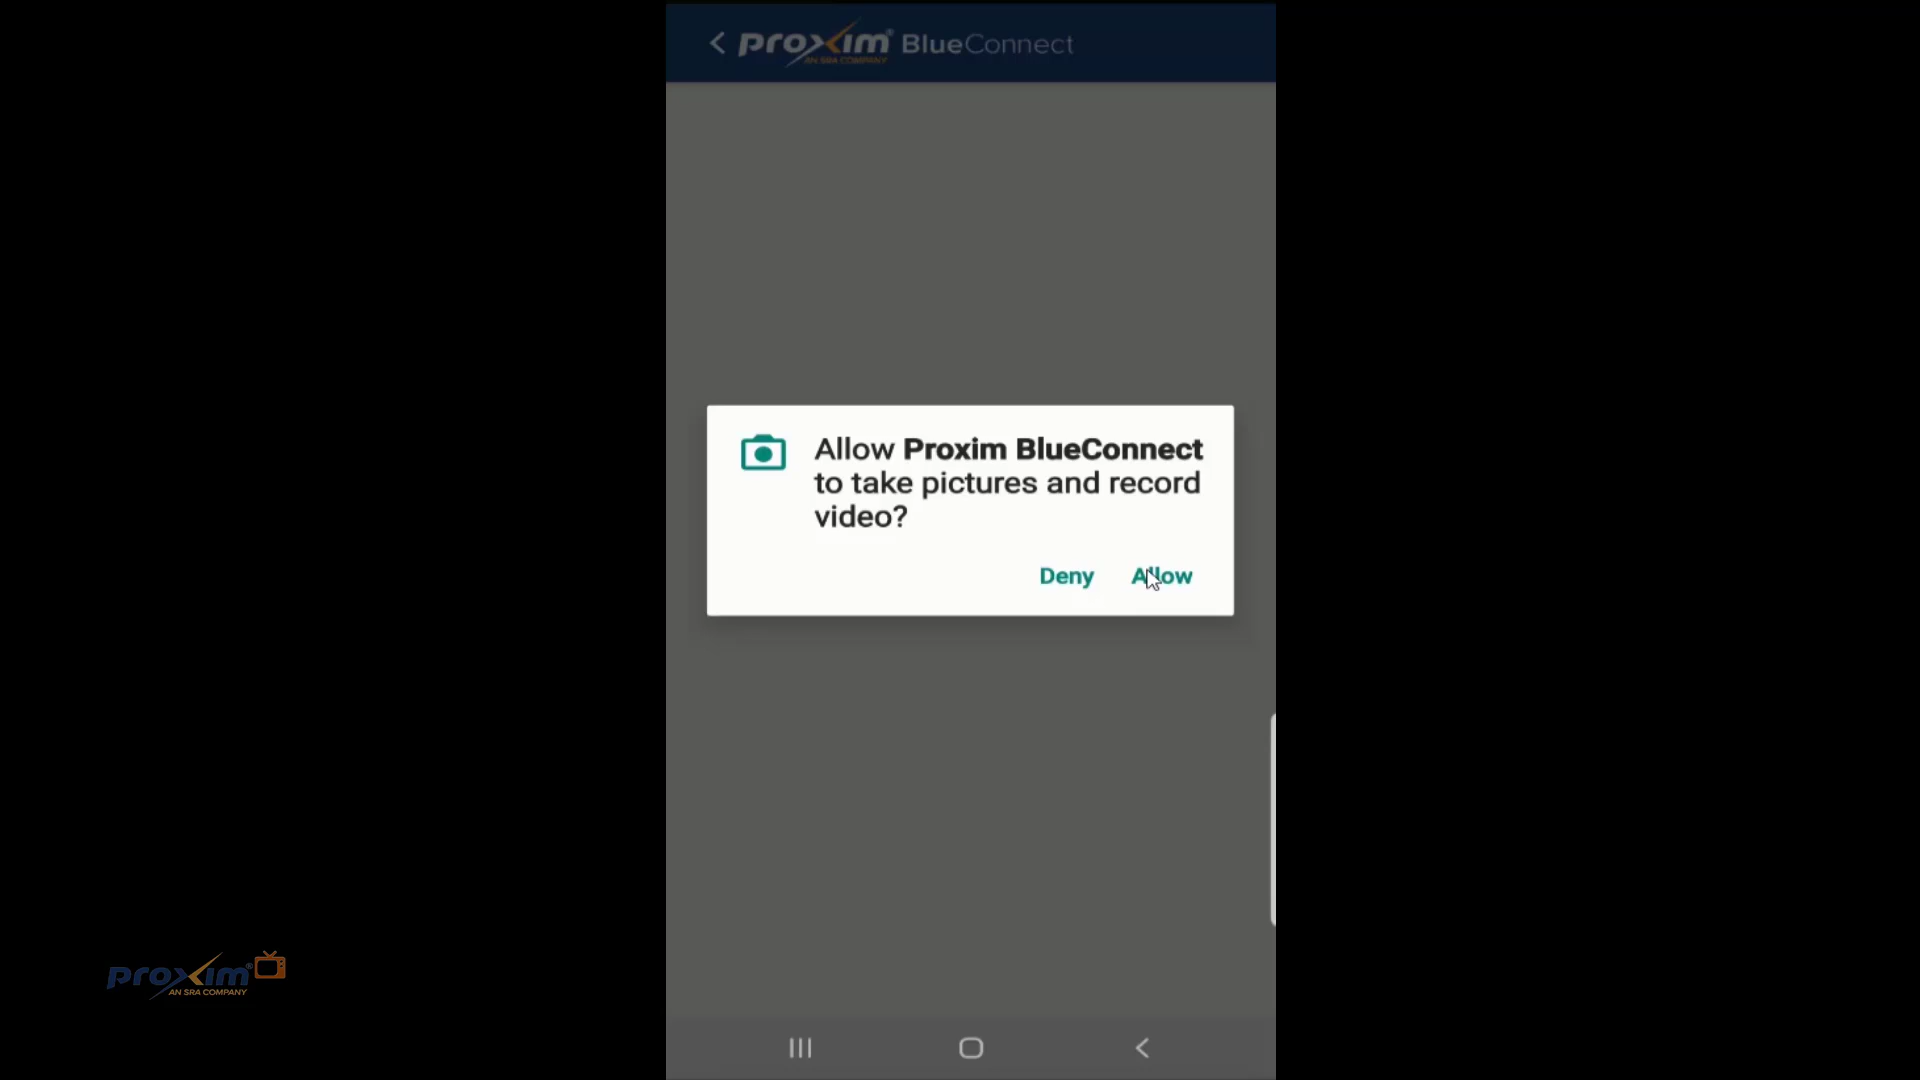 proxim® BlueConnect
AN SRA COMPANY
Allow Proxim BlueConnect
to take pictures and record
video?
Deny Allow
proxim®
AN SRA COMPANY